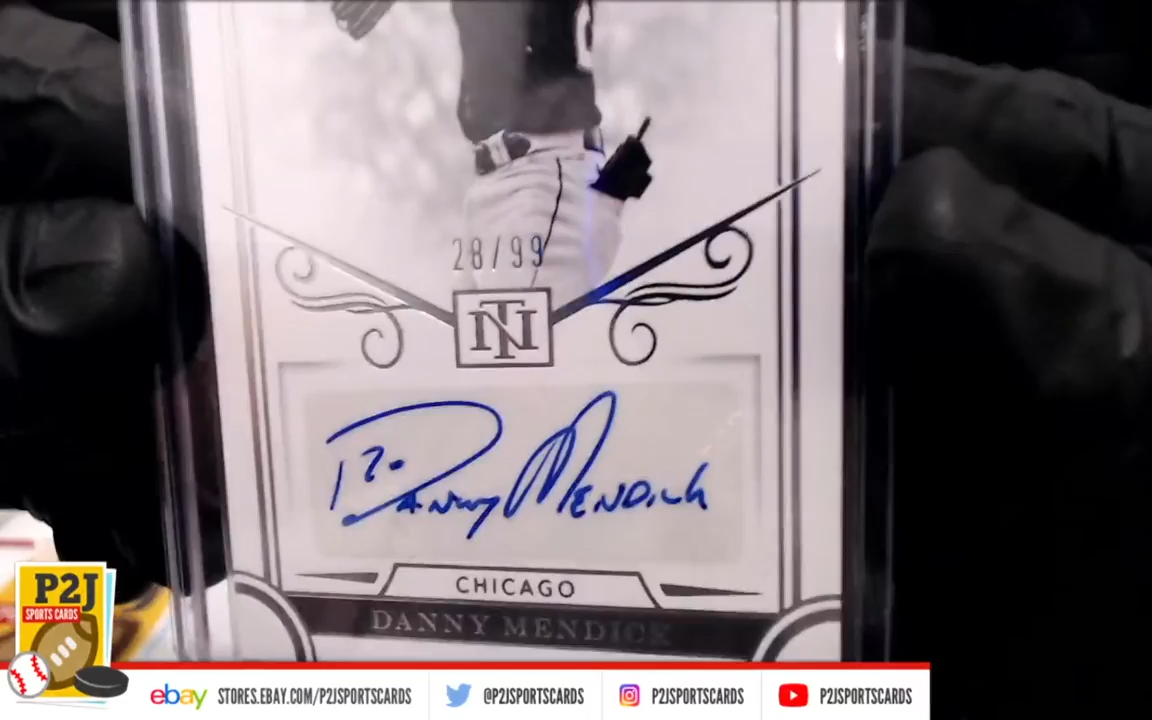 28/99
NT
Danny Mendick
CHICAGO
DANNY MENDICK
P2J
SPORTS CARDS
ebay STORES.EBAY.COM/P2JSPORTSCARDS @P2JSPORTSCARDS P2JSPORTSCARDS P2JSPORTSCARDS